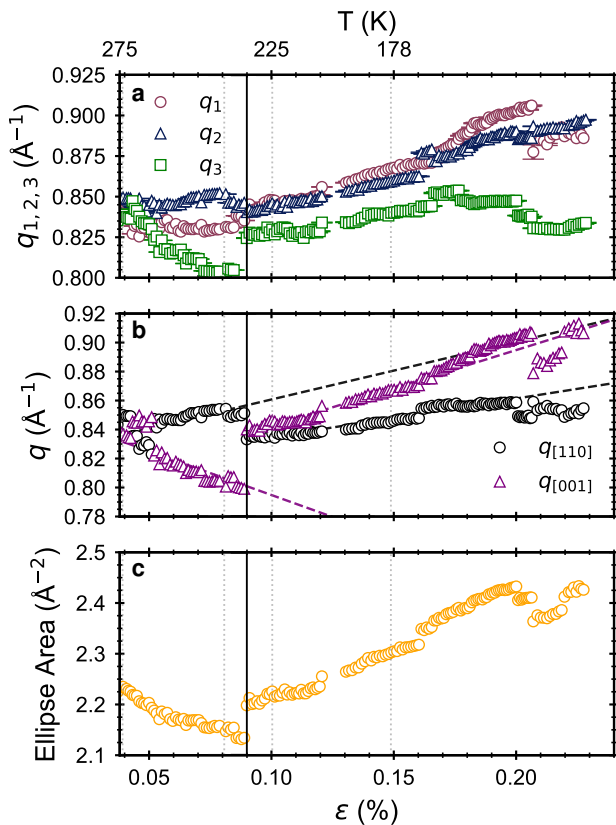 T (K)
275 225 178
a
q₁
q₂
q₃
q₁, ₂, ₃ (Å⁻¹)
0.925
0.900
0.875
0.850
0.825
0.800
b
q (Å⁻¹)
0.92
0.90
0.88
0.86
0.84
0.82
0.80
0.78
q[110]
q[001]
c
Ellipse Area (Å⁻²)
2.5
2.4
2.3
2.2
2.1
0.05 0.10 0.15 0.20
ε (%)